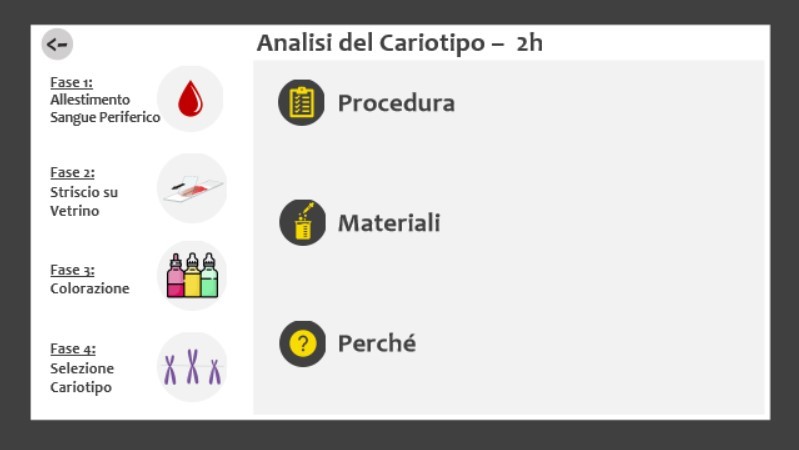 <-
Analisi del Cariotipo – 2h
Fase 1:
Allestimento
Sangue Periferico
Fase 2:
Striscio su
Vetrino
Fase 3:
Colorazione
Fase 4:
Selezione
Cariotipo
Procedura
Materiali
?
Perché